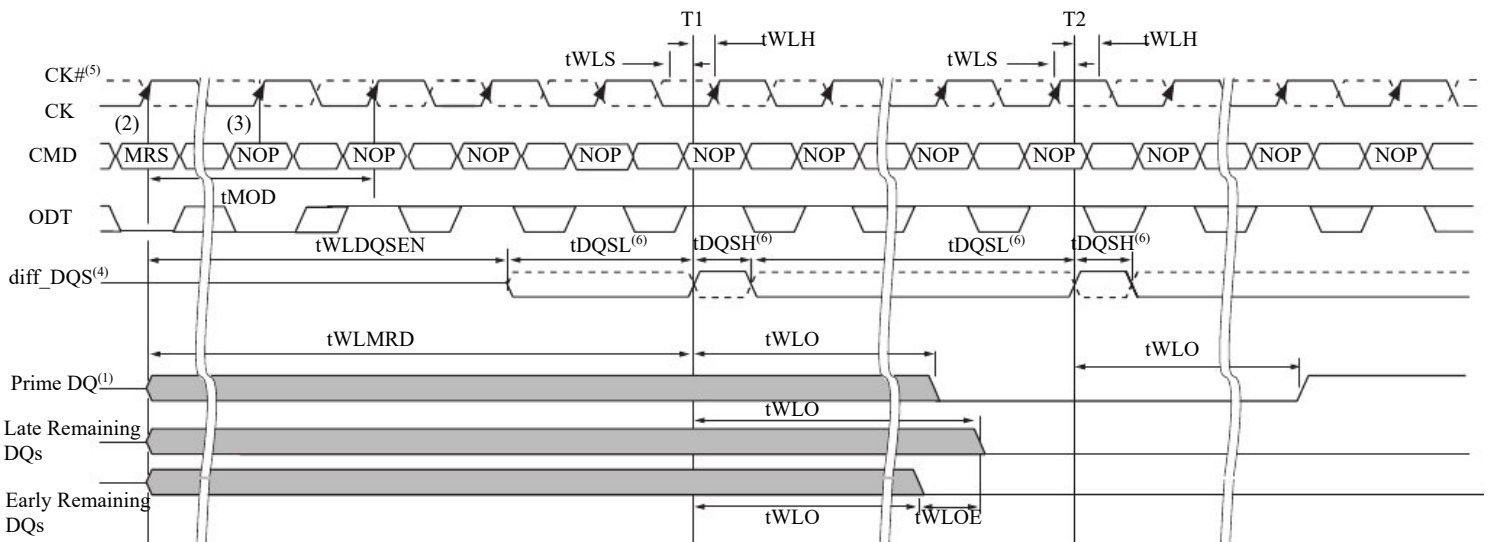 T1 T2
tWLS tWLH tWLS tWLH
CK#(5)
CK
(2) (3)
CMD MRS NOP NOP NOP NOP NOP NOP NOP NOP NOP NOP NOP
tMOD
ODT
tWLDQSEN tDQSL(6) tDQSH(6) tDQSL(6) tDQSH(6)
diff_DQS(4)
tWLMRD tWLO tWLO
Prime DQ(1)
tWLO
Late Remaining
DQs
Early Remaining
DQs
tWLO tWLOE